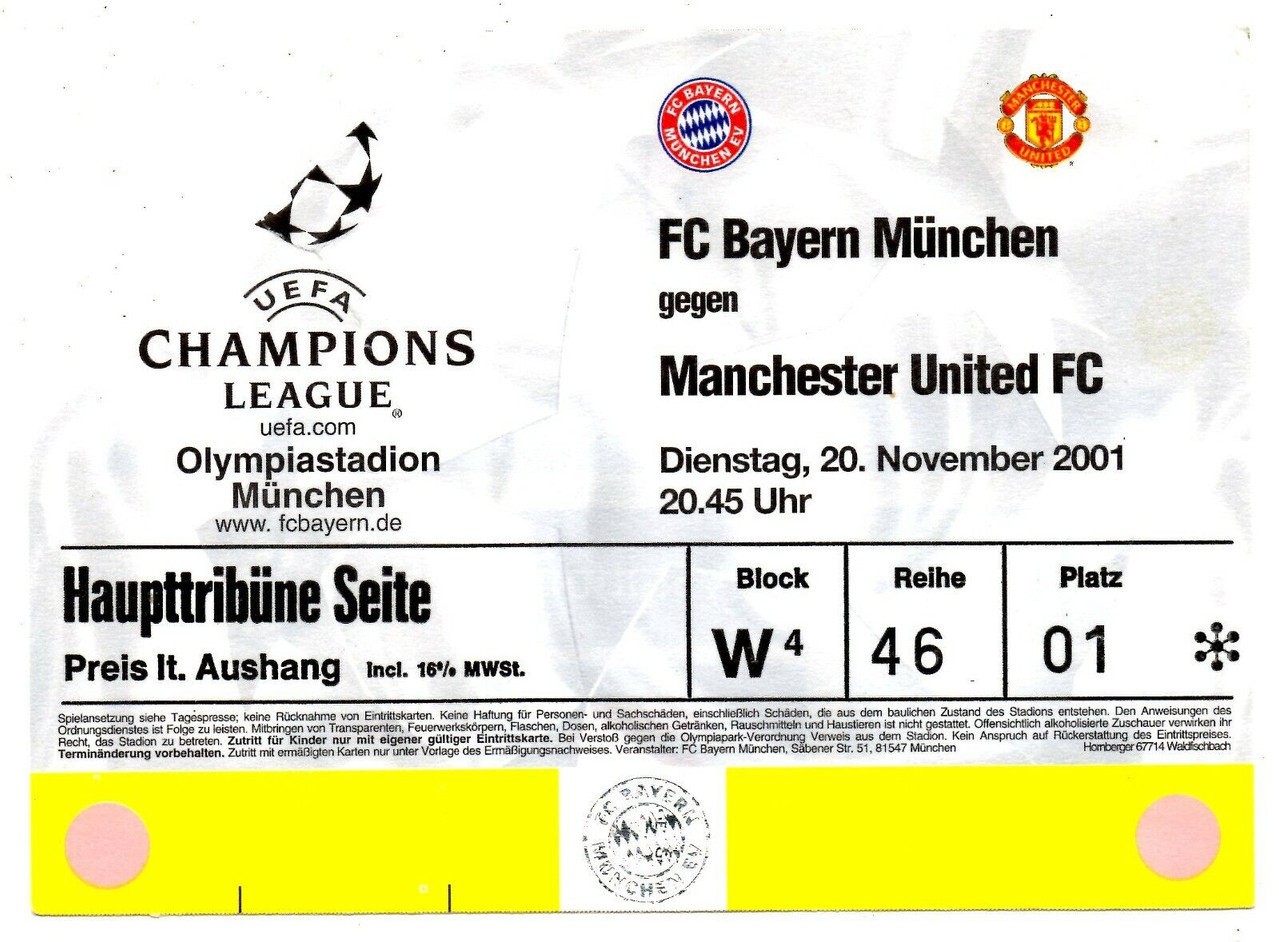 FC BAYERN
MÜNCHEN EV
MANCHESTER
UNITED
UEFA
CHAMPIONS
LEAGUE®
uefa.com
Olympiastadion
München
www. fcbayern.de
FC Bayern München
gegen
Manchester United FC
Dienstag, 20. November 2001
20.45 Uhr
Haupttribüne Seite
Preis lt. Aushang Incl. 16% MWSt.
Block
W4
Reihe
46
Platz
01
Spielansetzung siehe Tagespresse; keine Rücknahme von Eintrittskarten. Keine Haftung für Personen- und Sachschäden, einschließlich Schäden, die aus dem baulichen Zustand des Stadions entstehen. Den Anweisungen des
Ordnungsdienstes ist Folge zu leisten. Mitbringen von Transparenten, Feuerwerkskörpern, Flaschen, Dosen, alkoholischen Getränken, Rauschmitteln und Haustieren ist nicht gestattet. Offensichtlich alkoholisierte Zuschauer verwirken ihr
Recht, das Stadion zu betreten. Zutritt für Kinder nur mit eigener gültiger Eintrittskarte. Bei Verstoß gegen die Olympiapark-Verordnung Verweis aus dem Stadion. Kein Anspruch auf Rückerstattung des Eintrittspreises.
Terminänderung vorbehalten. Zutritt mit ermäßigten Karten nur unter Vorlage des Ermäßigungsnachweises. Veranstalter: FC Bayern München, Säbener Str. 51, 81547 München Hornberger 67714 Waldfischbach
FC BAYERN
MÜNCHEN EV